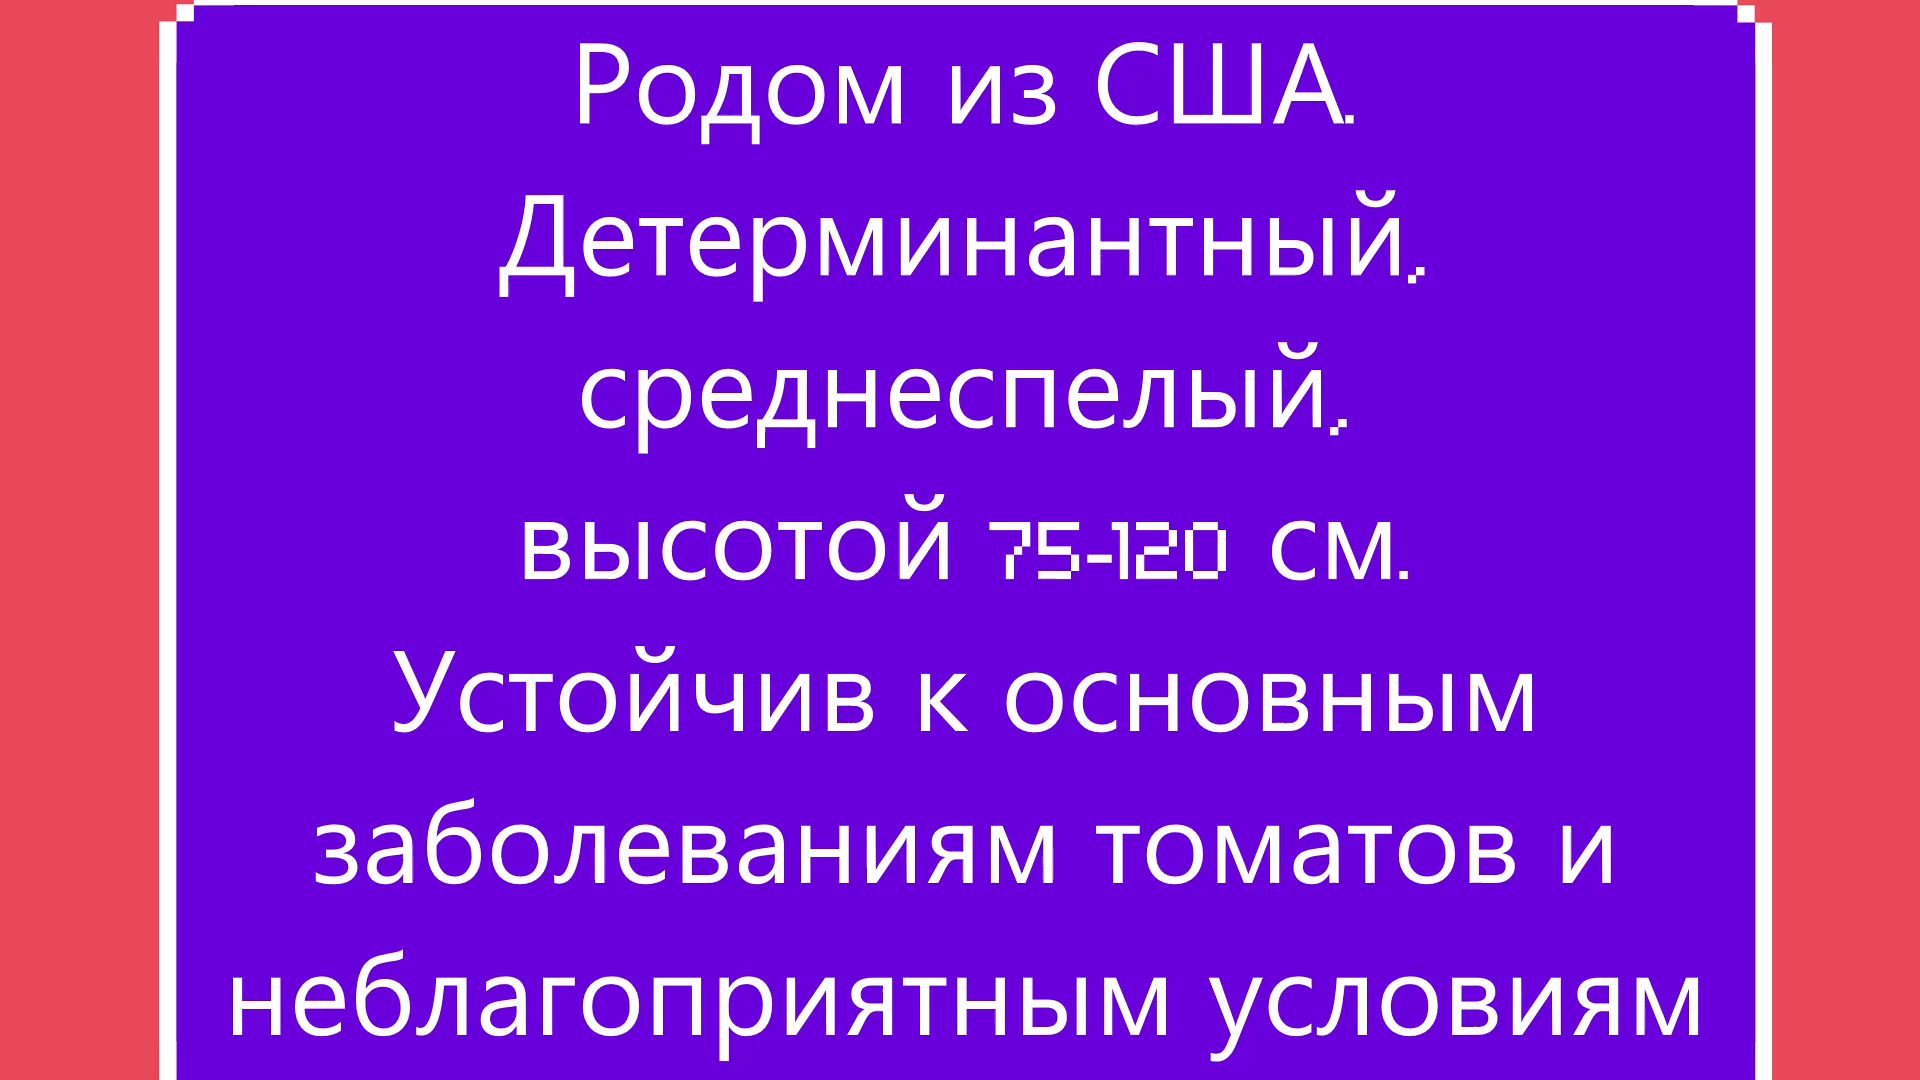 Родом из США.
Детерминантный,
среднеспелый,
высотой 75-120 см.
Устойчив к основным
заболеваниям томатов и
неблагоприятным условиям